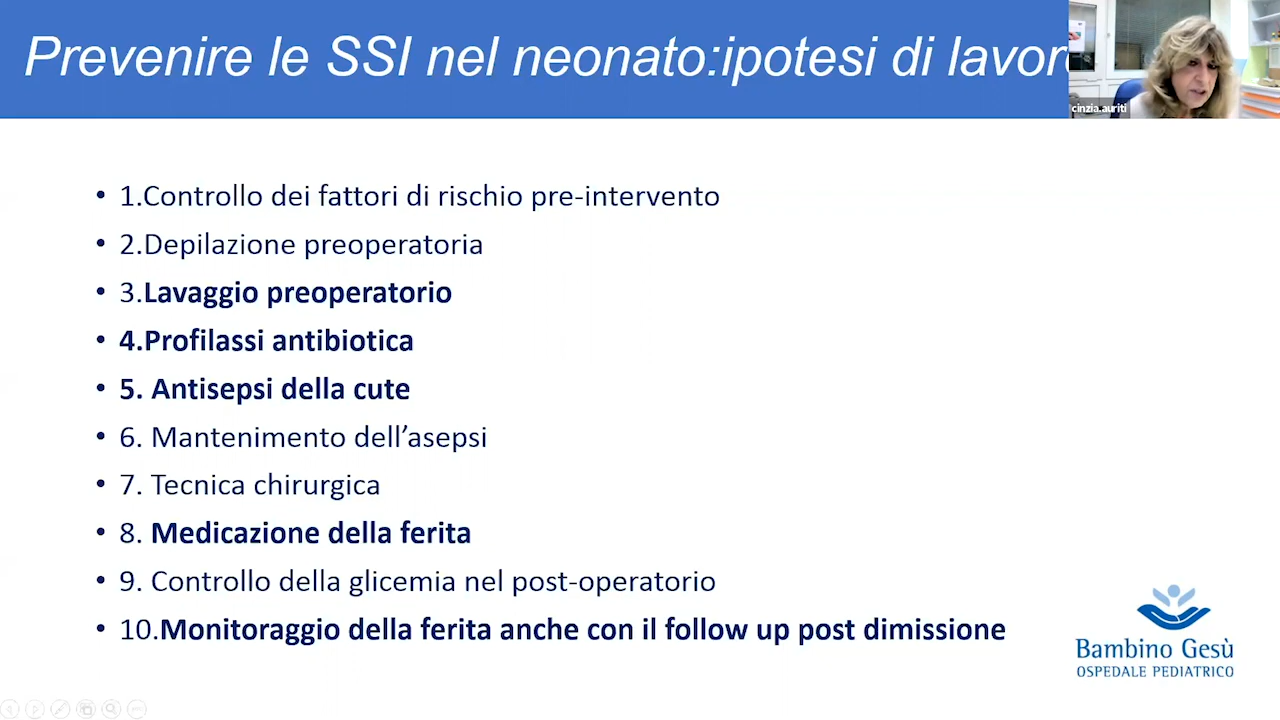 Prevenire le SSI nel neonato:ipotesi di lavor
cinzia.auriti
• 1.Controllo dei fattori di rischio pre-intervento
• 2.Depilazione preoperatoria
• 3.Lavaggio preoperatorio
• 4.Profilassi antibiotica
• 5. Antisepsi della cute
• 6. Mantenimento dell’asepsi
• 7. Tecnica chirurgica
• 8. Medicazione della ferita
• 9. Controllo della glicemia nel post-operatorio
• 10.Monitoraggio della ferita anche con il follow up post dimissione
Bambino Gesù
OSPEDALE PEDIATRICO